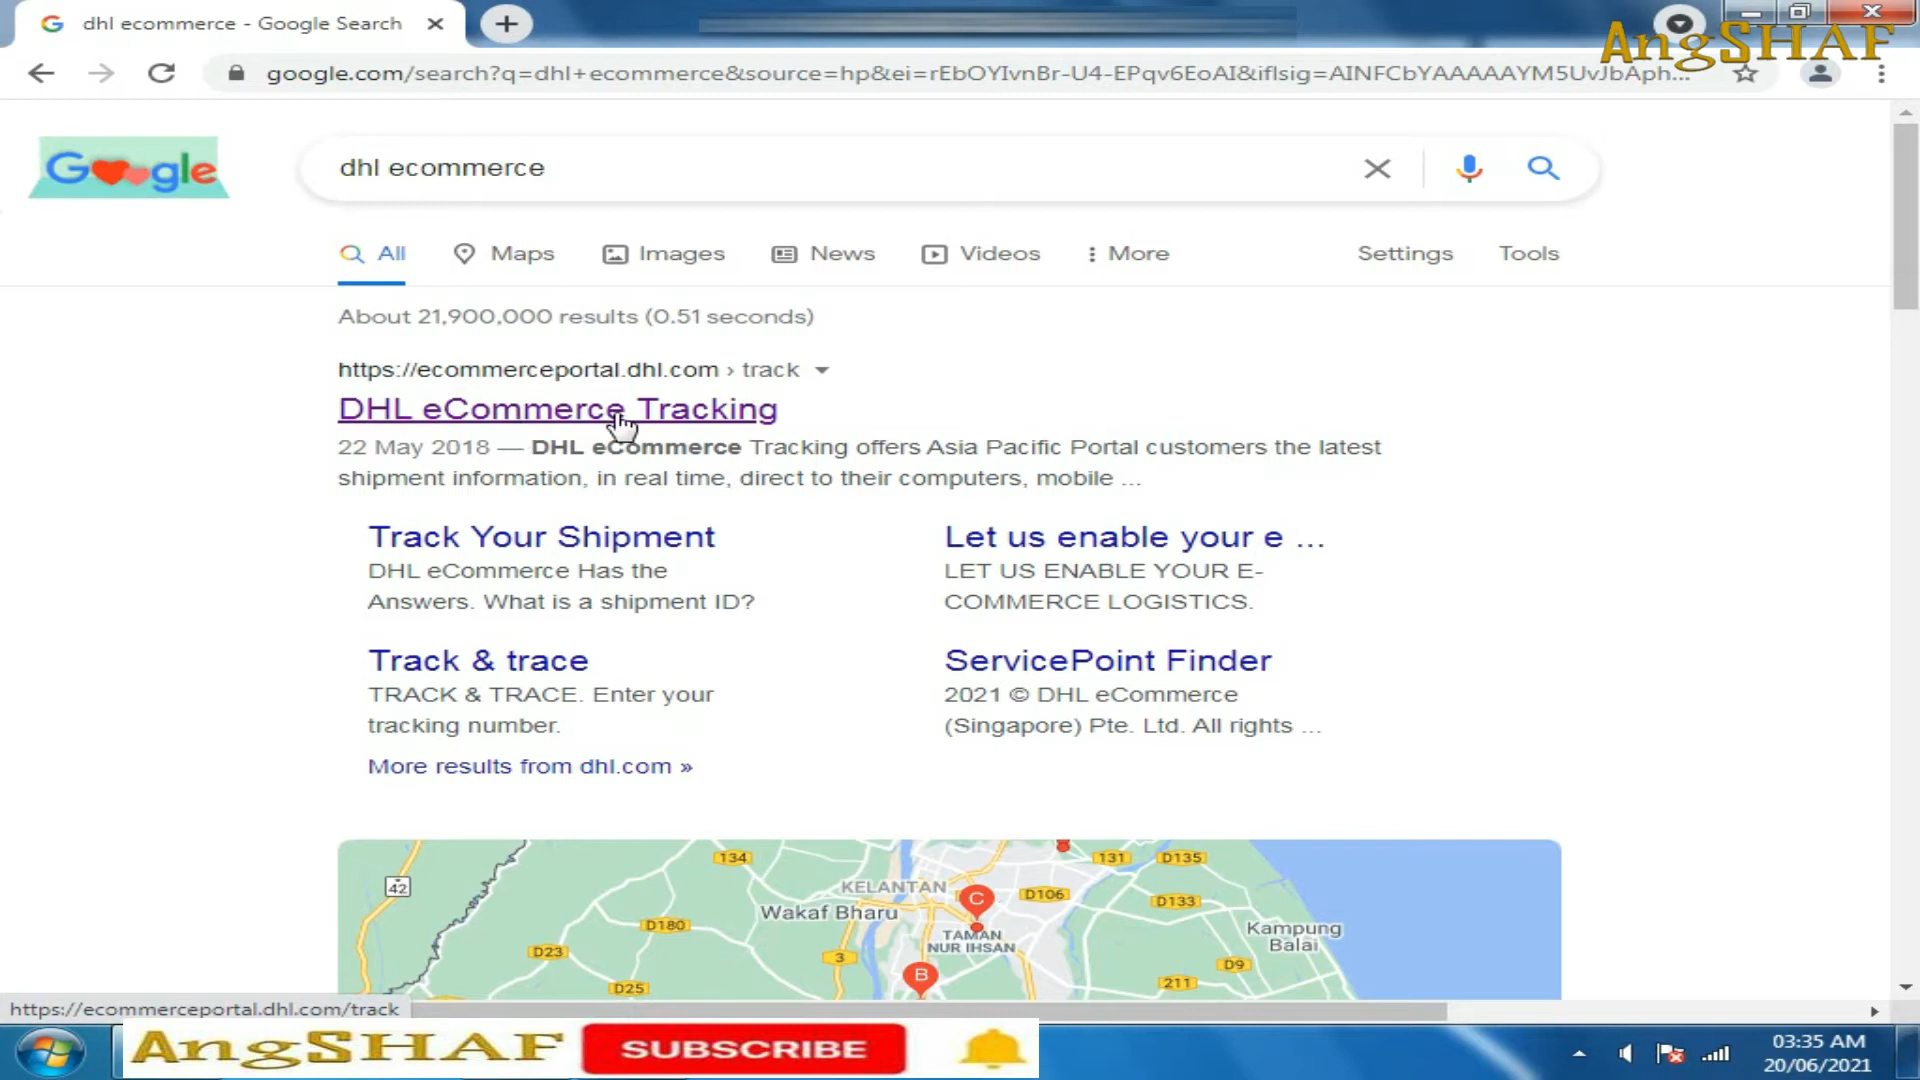 dhl ecommerce - Google Search
AngSHAF
google.com/search?q=dhl+ecommerce&source=hp&ei=rEbOYIvnBr-U4-EPqv6EoAI&iflsig=AINFCbYAAAAAYM5UvJbAph...
Google
dhl ecommerce
All Maps Images News Videos More Settings Tools
About 21,900,000 results (0.51 seconds)
https://ecommerceportal.dhl.com › track
DHL eCommerce Tracking
22 May 2018 — DHL eCommerce Tracking offers Asia Pacific Portal customers the latest
shipment information, in real time, direct to their computers, mobile ...
Track Your Shipment
DHL eCommerce Has the
Answers. What is a shipment ID?
Let us enable your e ...
LET US ENABLE YOUR E-
COMMERCE LOGISTICS.
Track & trace
TRACK & TRACE. Enter your
tracking number.
ServicePoint Finder
2021 © DHL eCommerce
(Singapore) Pte. Ltd. All rights ...
More results from dhl.com »
134 131 D135
42 KELANTAN C D106 D133
Wakaf Bharu
D180 TAMAN
NUR IHSAN
Kampung
Balai
D23 3 B D9
D25 211
https://ecommerceportal.dhl.com/track
AngSHAF SUBSCRIBE
03:35 AM
20/06/2021